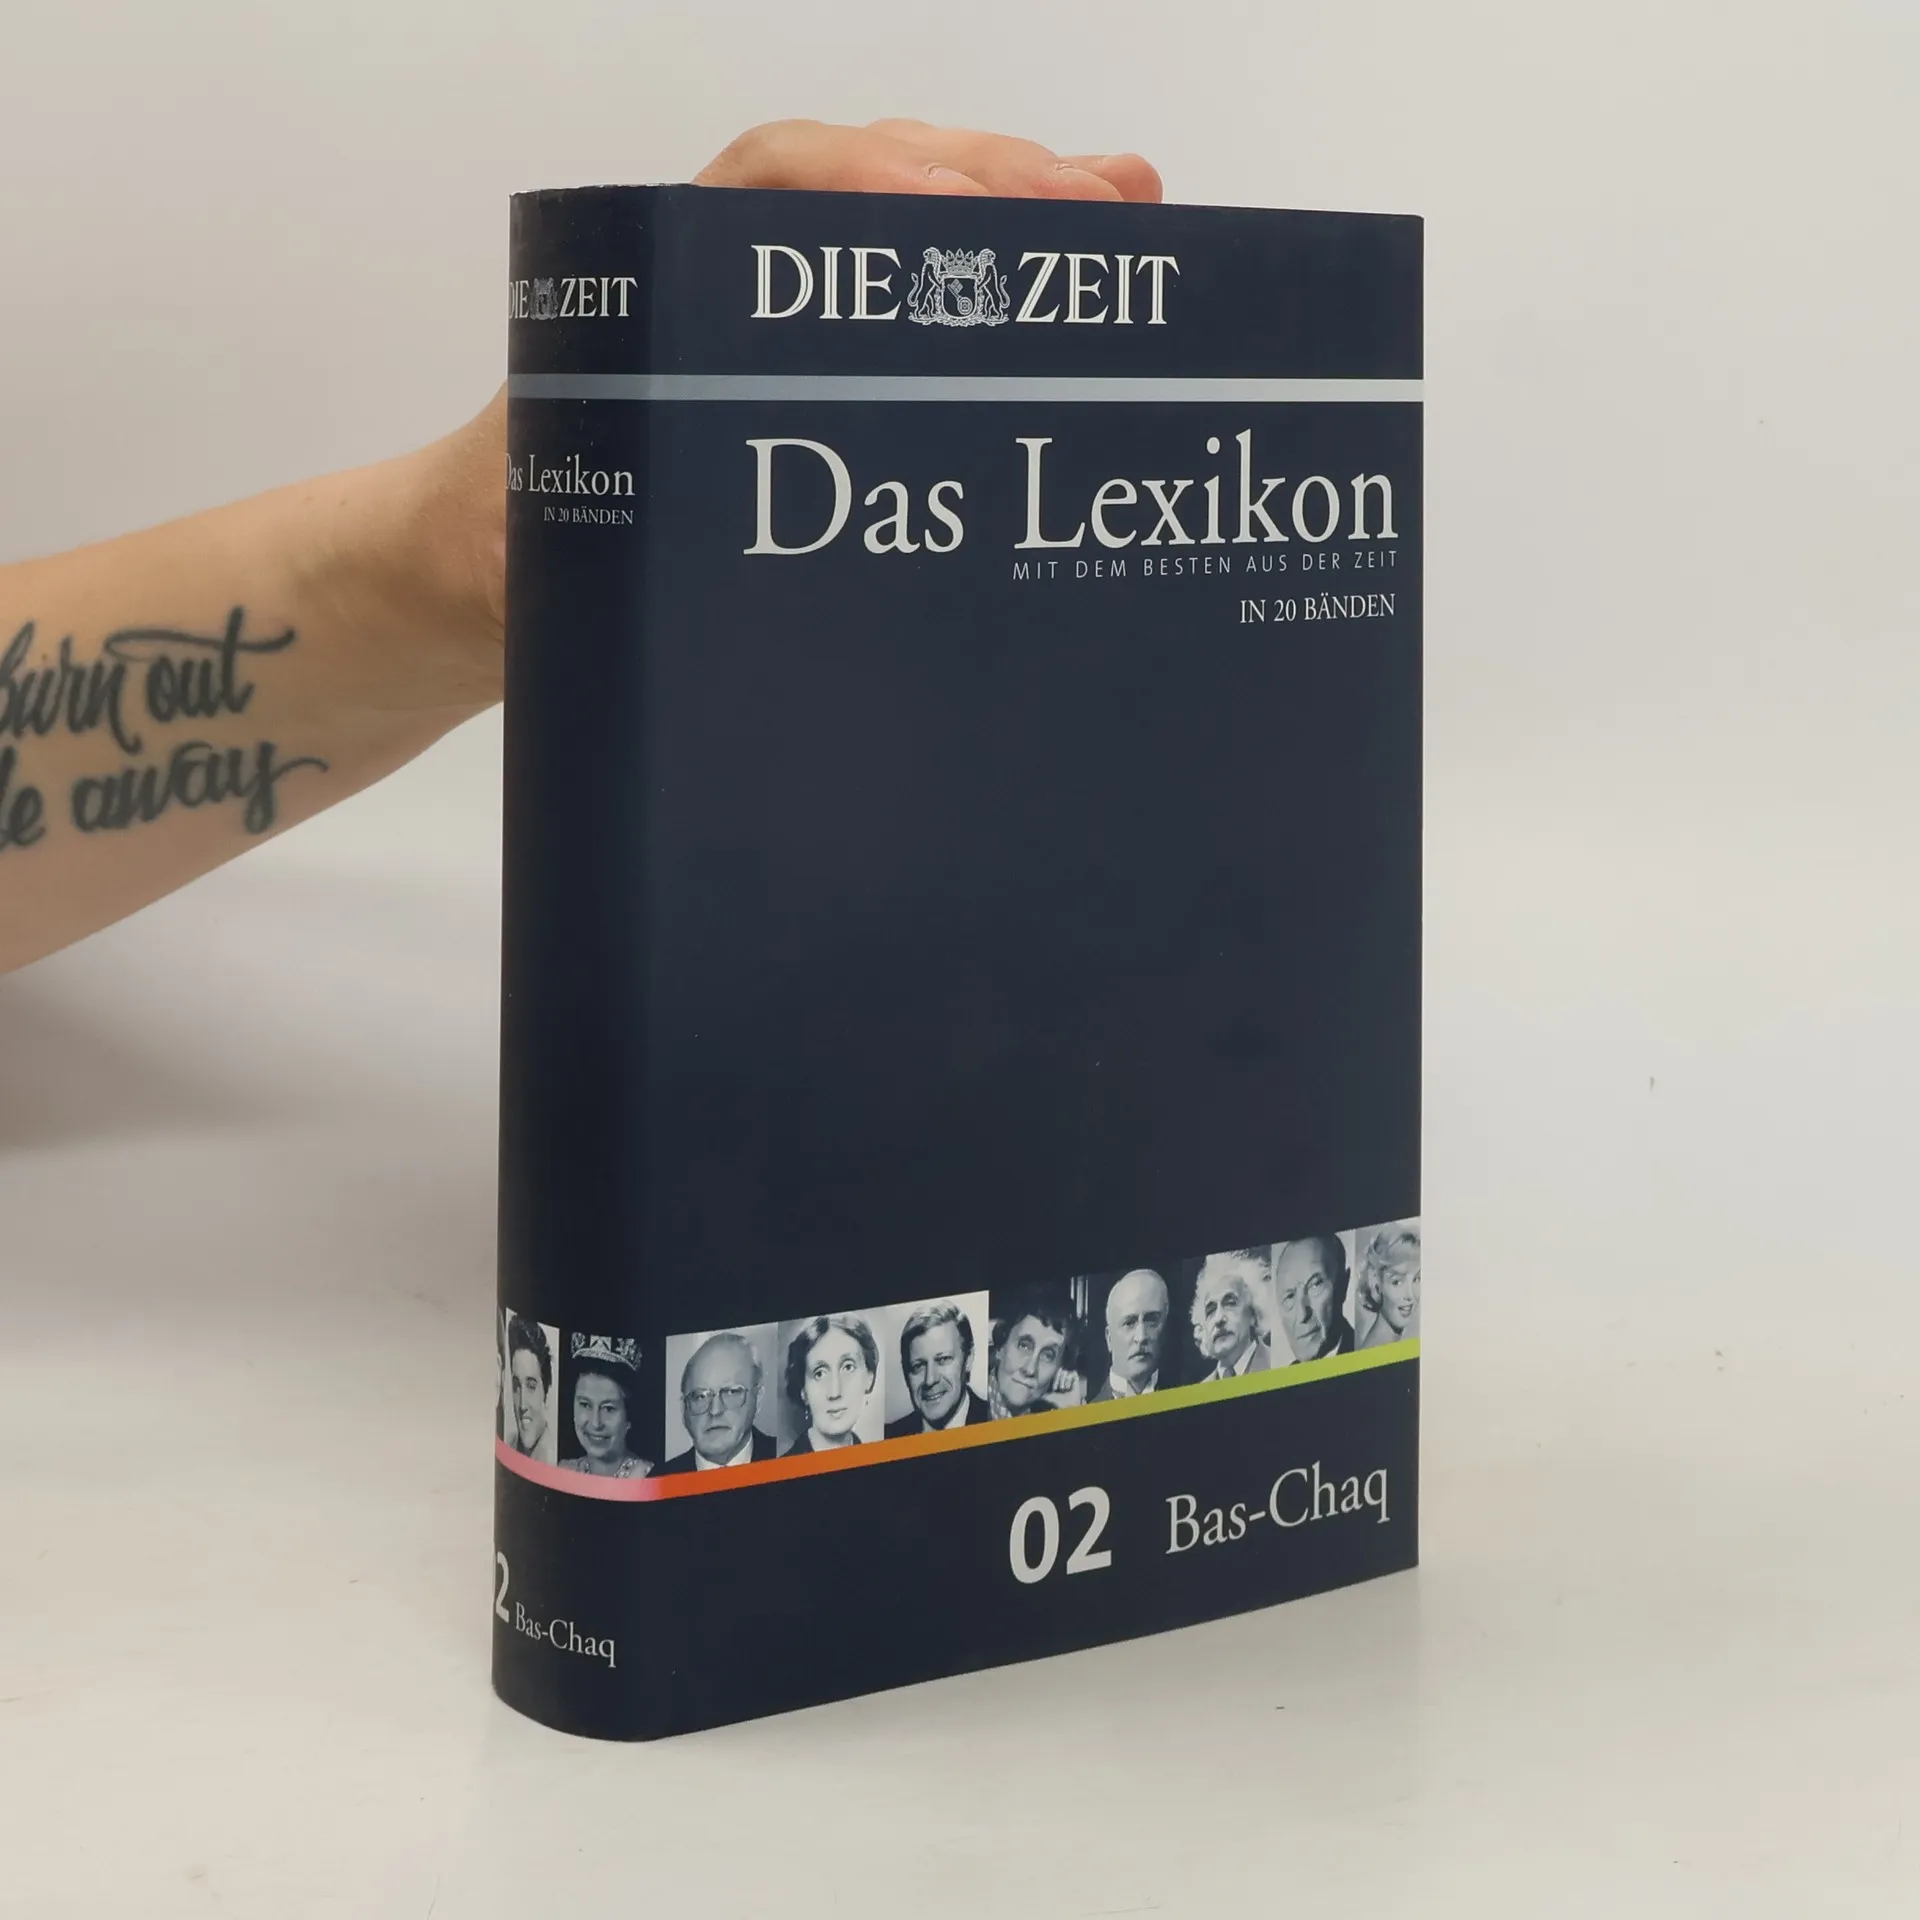 DIE ZEIT
Das Lexikon
MIT DEM BESTEN AUS DER ZEIT
IN 20 BÄNDEN
02 Bas-Chaq
DIE ZEIT
Das Lexikon
IN 20 BÄNDEN
2 Bas-Chaq
burn out
away